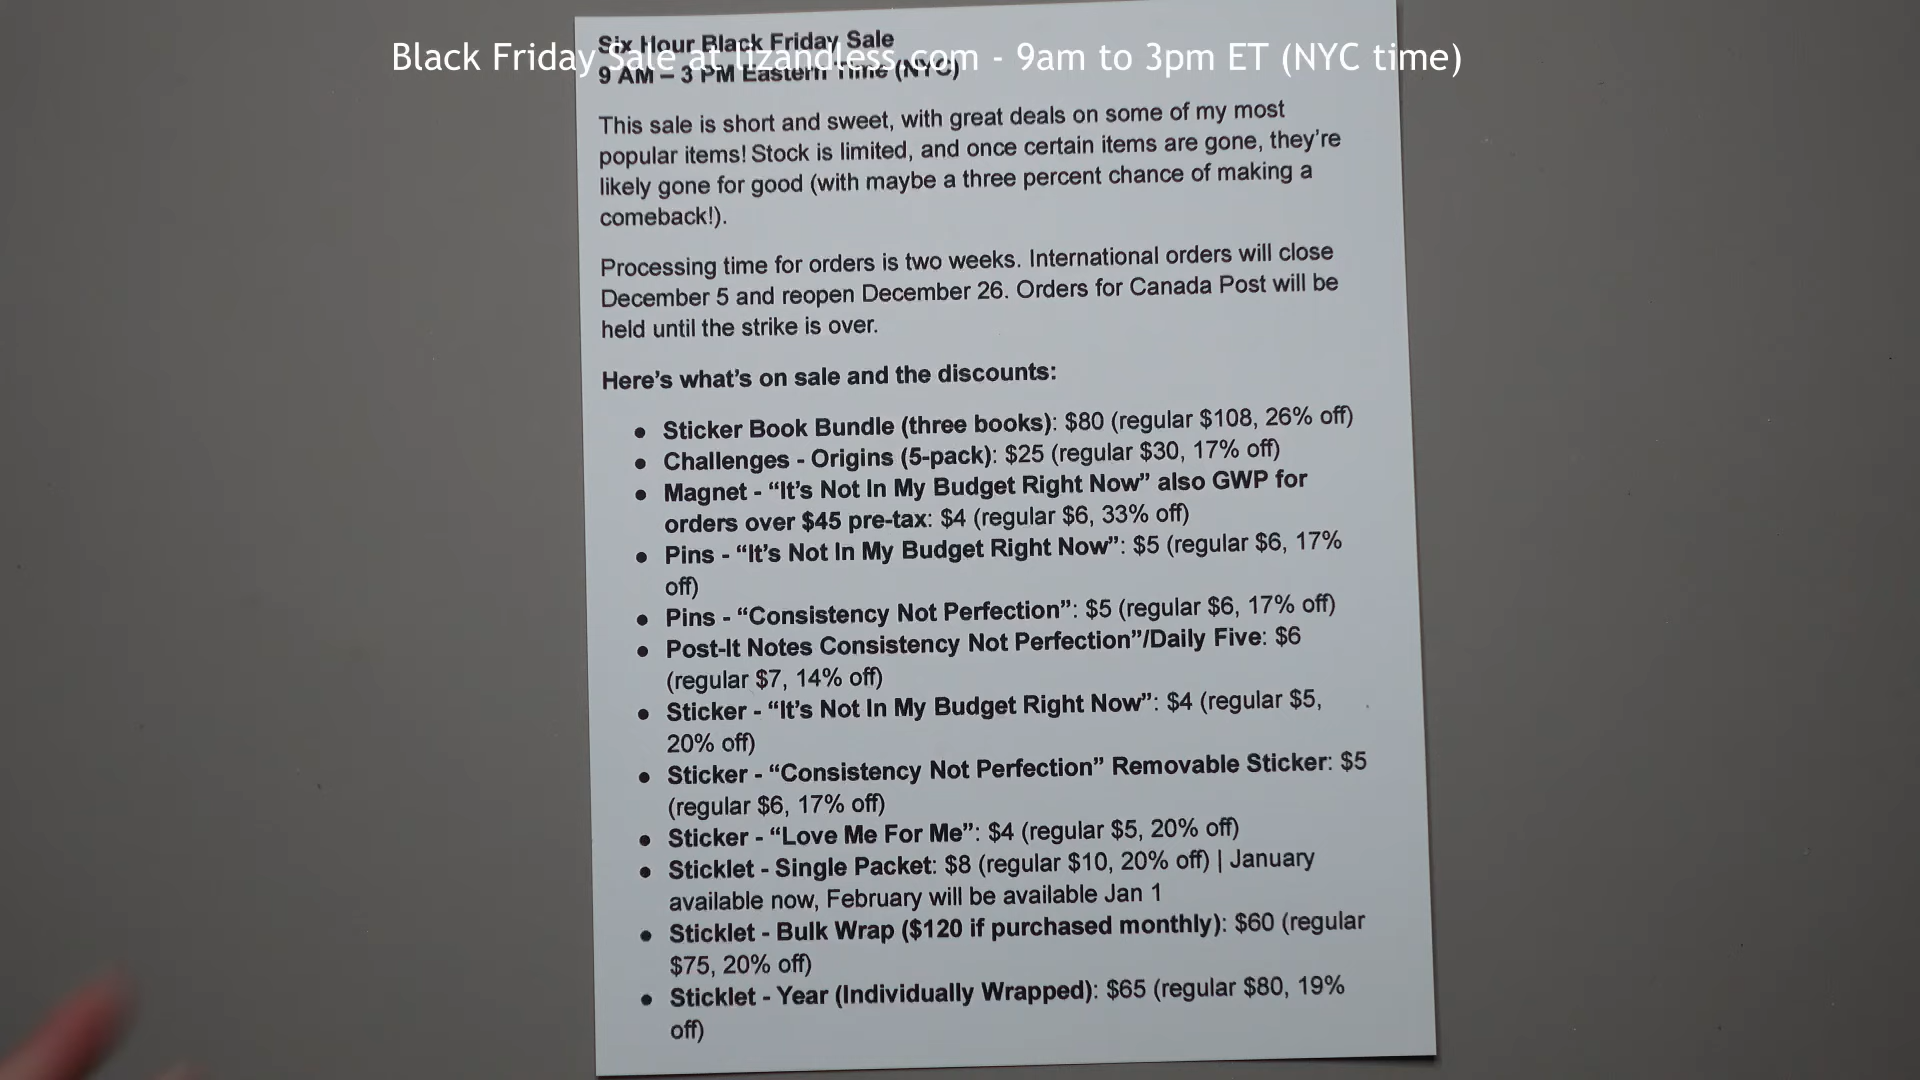 Black Friday Sale at lizandless.com - 9am to 3pm ET (NYC time)
Six Hour Black Friday Sale
9 AM – 3 PM Eastern Time (NYC)
This sale is short and sweet, with great deals on some of my most
popular items! Stock is limited, and once certain items are gone, they're
likely gone for good (with maybe a three percent chance of making a
comeback!).
Processing time for orders is two weeks. International orders will close
December 5 and reopen December 26. Orders for Canada Post will be
held until the strike is over.
Here's what's on sale and the discounts:
● Sticker Book Bundle (three books): $80 (regular $108, 26% off)
● Challenges - Origins (5-pack): $25 (regular $30, 17% off)
● Magnet - “It's Not In My Budget Right Now” also GWP for
orders over $45 pre-tax: $4 (regular $6, 33% off)
● Pins - “It's Not In My Budget Right Now”: $5 (regular $6, 17%
off)
● Pins - “Consistency Not Perfection”: $5 (regular $6, 17% off)
● Post-It Notes Consistency Not Perfection”/Daily Five: $6
(regular $7, 14% off)
● Sticker - “It's Not In My Budget Right Now”: $4 (regular $5,
20% off)
● Sticker - “Consistency Not Perfection” Removable Sticker: $5
(regular $6, 17% off)
● Sticker - “Love Me For Me”: $4 (regular $5, 20% off)
● Sticklet - Single Packet: $8 (regular $10, 20% off) | January
available now, February will be available Jan 1
● Sticklet - Bulk Wrap ($120 if purchased monthly): $60 (regular
$75, 20% off)
● Sticklet - Year (Individually Wrapped): $65 (regular $80, 19%
off)